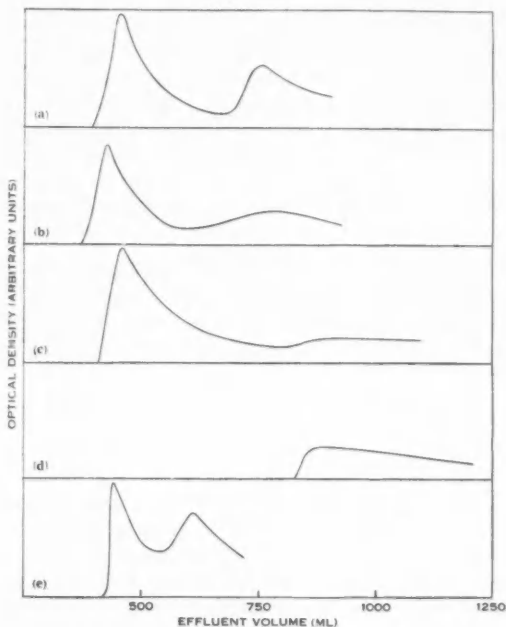 OPTICAL DENSITY (ARBITRARY UNITS)
(a)
(b)
(c)
(d)
(e)
500 750 1000 1250
EFFLUENT VOLUME (ML)